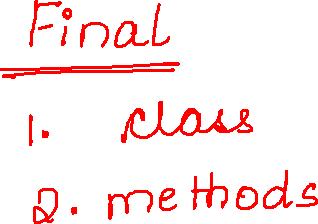 Final
1. class
2. methods